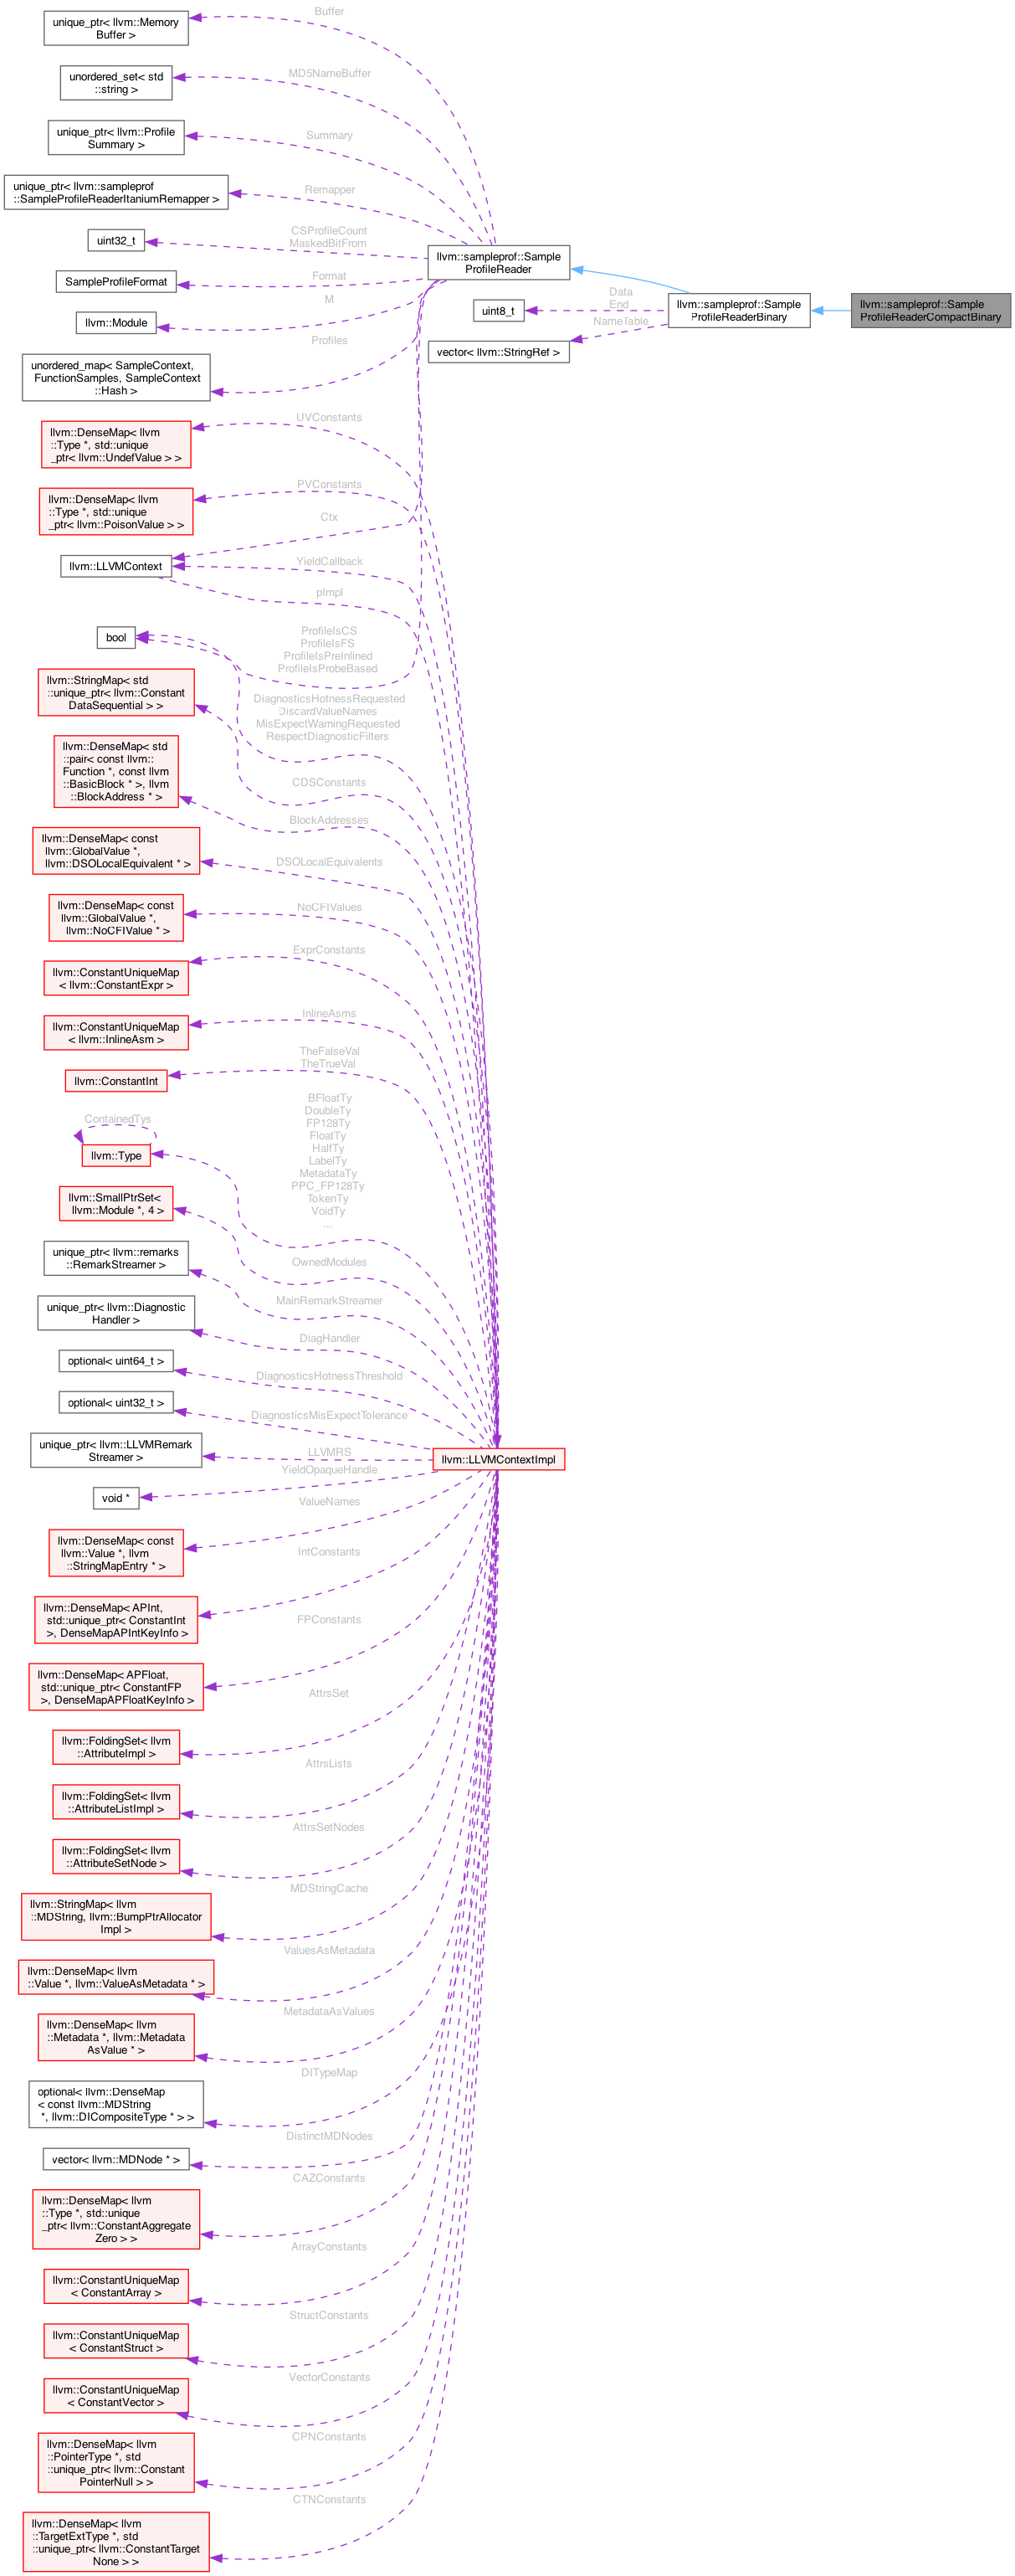 Buffer
unique_ptr< llvm::Memory
Buffer >
MD5NameBuffer
unordered_set< std
::string >
Summary
unique_ptr< llvm::Profile
Summary >
Remapper
unique_ptr< llvm::sampleprof
::SampleProfileReaderItaniumRemapper >
CSProfileCount
MaskedBitFrom
uint32_t
llvm::sampleprof::Sample
ProfileReader
Format
SampleProfileFormat
M
llvm::Module
Data
End
uint8_t
llvm::sampleprof::Sample
ProfileReaderBinary
llvm::sampleprof::Sample
ProfileReaderCompactBinary
NameTable
vector< llvm::StringRef >
Profiles
unordered_map< SampleContext,
FunctionSamples, SampleContext
::Hash >
UVConstants
llvm::DenseMap< llvm
::Type *, std::unique
_ptr< llvm::UndefValue > >
PVConstants
llvm::DenseMap< llvm
::Type *, std::unique
_ptr< llvm::PoisonValue > >
Ctx
YieldCallback
llvm::LLVMContext
pImpl
bool
ProfileIsCS
ProfileIsFS
ProfileIsPreInlined
ProfileIsProbeBased
llvm::StringMap< std
::unique_ptr< llvm::Constant
DataSequential > >
DiagnosticsHotnessRequested
DiscardValueNames
MisExpectWarningRequested
RespectDiagnosticFilters
llvm::DenseMap< std
::pair< const llvm::
Function *, const llvm
::BasicBlock * >, llvm
::BlockAddress * >
CDSConstants
BlockAddresses
llvm::DenseMap< const
llvm::GlobalValue *,
llvm::DSOLocalEquivalent * >
DSOLocalEquivalents
llvm::DenseMap< const
llvm::GlobalValue *,
llvm::NoCFIValue * >
NoCFIValues
ExprConstants
llvm::ConstantUniqueMap
< llvm::ConstantExpr >
InlineAsms
llvm::ConstantUniqueMap
< llvm::InlineAsm >
TheFalseVal
TheTrueVal
llvm::ConstantInt
ContainedTys
llvm::Type
BFloatTy
DoubleTy
FP128Ty
FloatTy
HalfTy
LabelTy
MetadataTy
PPC_FP128Ty
TokenTy
VoidTy
...
llvm::SmallPtrSet<
llvm::Module *, 4 >
OwnedModules
unique_ptr< llvm::remarks
::RemarkStreamer >
MainRemarkStreamer
unique_ptr< llvm::Diagnostic
Handler >
DiagHandler
optional< uint64_t >
DiagnosticsHotnessThreshold
optional< uint32_t >
DiagnosticsMisExpectTolerance
unique_ptr< llvm::LLVMRemark
Streamer >
LLVMRS
llvm::LLVMContextImpl
YieldOpaqueHandle
void *
ValueNames
llvm::DenseMap< const
llvm::Value *, llvm
::StringMapEntry * >
IntConstants
llvm::DenseMap< APInt,
std::unique_ptr< ConstantInt
>, DenseMapAPIntKeyInfo >
FPConstants
llvm::DenseMap< APFloat,
std::unique_ptr< ConstantFP
>, DenseMapAPFloatKeyInfo >
AttrsSet
llvm::FoldingSet< llvm
::AttributeImpl >
AttrsLists
llvm::FoldingSet< llvm
::AttributeListImpl >
AttrsSetNodes
llvm::FoldingSet< llvm
::AttributeSetNode >
MDStringCache
llvm::StringMap< llvm
::MDString, llvm::BumpPtrAllocator
Impl >
ValuesAsMetadata
llvm::DenseMap< llvm
::Value *, llvm::ValueAsMetadata * >
MetadataAsValues
llvm::DenseMap< llvm
::Metadata *, llvm::Metadata
AsValue * >
DITypeMap
optional< llvm::DenseMap
< const llvm::MDString
*, llvm::DICompositeType * > >
DistinctMDNodes
vector< llvm::MDNode * >
CAZConstants
llvm::DenseMap< llvm
::Type *, std::unique
_ptr< llvm::ConstantAggregate
Zero > >
ArrayConstants
llvm::ConstantUniqueMap
< ConstantArray >
StructConstants
llvm::ConstantUniqueMap
< ConstantStruct >
VectorConstants
llvm::ConstantUniqueMap
< ConstantVector >
CPNConstants
llvm::DenseMap< llvm
::PointerType *, std
::unique_ptr< llvm::Constant
PointerNull > >
CTNConstants
llvm::DenseMap< llvm
::TargetExtType *, std
::unique_ptr< llvm::ConstantTarget
None > >